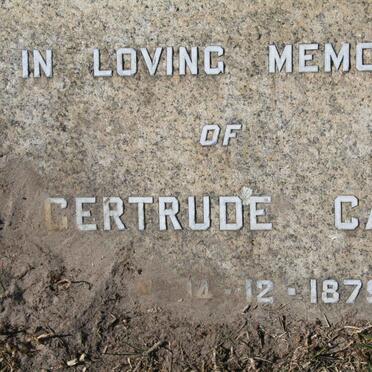 IN LOVING MEMO
OF
GERTRUDE CA
14-12-1879